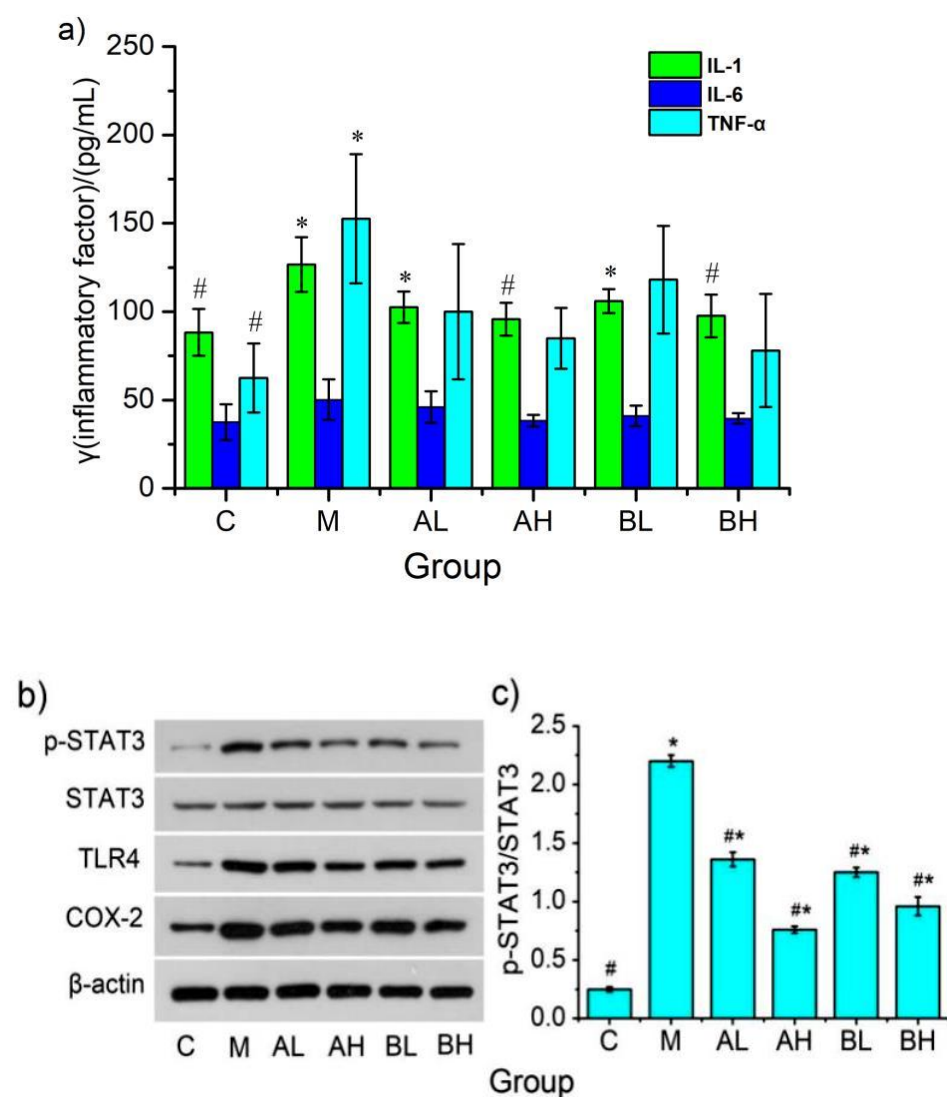 a)
γ(inflammatory factor)/(pg/mL)
250
200
150
100
50
0
IL-1
IL-6
TNF-α
# # * * * # * #
C M AL AH BL BH
Group
b)
p-STAT3
STAT3
TLR4
COX-2
β-actin
C M AL AH BL BH
c)
p-STAT3/STAT3
2.5
2.0
1.5
1.0
0.5
0.0
# * #* #* #* #*
C M AL AH BL BH
Group